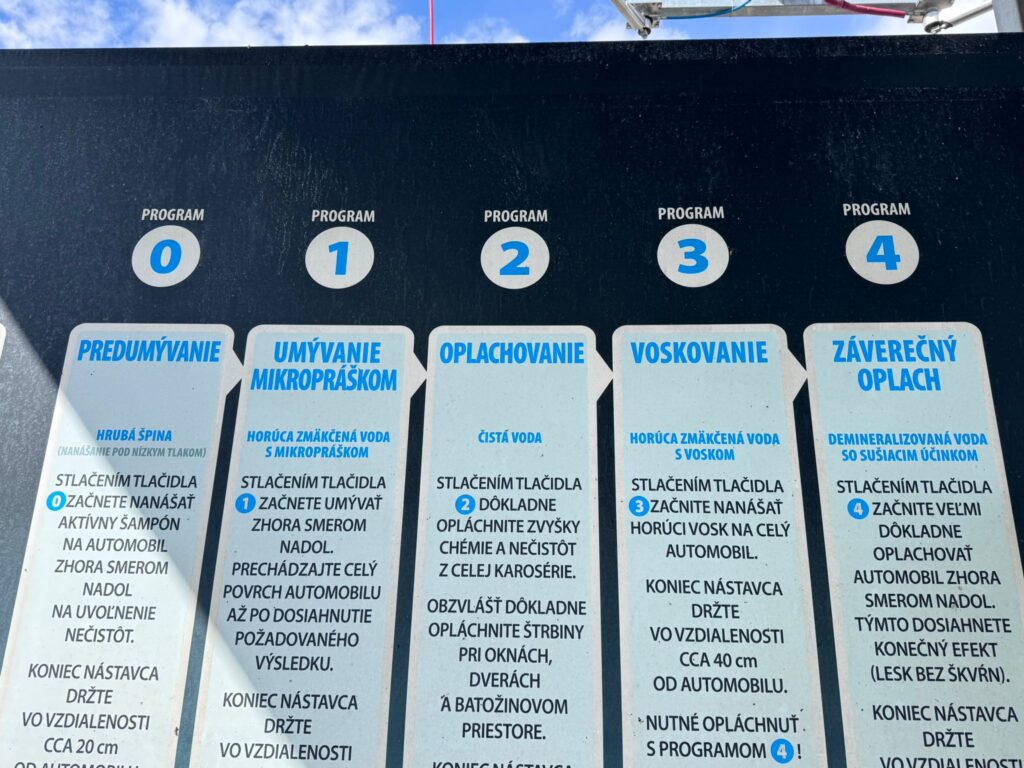 PROGRAM
0
PREDUMÝVANIE
HRUBÁ ŠPINA
(NANÁŠANIE POD NÍZKYM TLAKOM)
STLAČENÍM TLAČIDLA
0 ZAČNETE NANÁŠAŤ
AKTÍVNY ŠAMPÓN
NA AUTOMOBIL
ZHORA SMEROM
NADOL
NA UVOĽNENIE
NEČISTÔT.
KONIEC NÁSTAVCA
DRŽTE
VO VZDIALENOSTI
CCA 20 cm
OD AUTOMOBILU.
PROGRAM
1
UMÝVANIE
MIKROPRÁŠKOM
HORÚCA ZMÄKČENÁ VODA
S MIKROPRÁŠKOM
STLAČENÍM TLAČIDLA
1 ZAČNETE UMÝVAŤ
ZHORA SMEROM
NADOL.
PRECHÁDZAJTE CELÝ
POVRCH AUTOMOBILU
AŽ PO DOSIAHNUTIE
POŽADOVANÉHO
VÝSLEDKU.
KONIEC NÁSTAVCA
DRŽTE
VO VZDIALENOSTI
PROGRAM
2
OPLACHOVANIE
ČISTÁ VODA
STLAČENÍM TLAČIDLA
2 DÔKLADNE
OPLÁCHNITE ZVYŠKY
CHÉMIE A NEČISTÔT
Z CELEJ KAROSÉRIE.
OBZVLÁŠŤ DÔKLADNE
OPLÁCHNITE ŠTRBINY
PRI OKNÁCH,
DVERÁCH
A BATOŽINOVOM
PRIESTORE.
KONIEC NÁSTAVCA
PROGRAM
3
VOSKOVANIE
HORÚCA ZMÄKČENÁ VODA
S VOSKOM
STLAČENÍM TLAČIDLA
3 ZAČNITE NANÁŠAŤ
HORÚCI VOSK NA CELÝ
AUTOMOBIL.
KONIEC NÁSTAVCA
DRŽTE
VO VZDIALENOSTI
CCA 40 cm
OD AUTOMOBILU.
NUTNÉ OPLÁCHNUŤ
S PROGRAMOM 4 !
PROGRAM
4
ZÁVEREČNÝ
OPLACH
DEMINERALIZOVANÁ VODA
SO SUŠIACIM ÚČINKOM
STLAČENÍM TLAČIDLA
4 ZAČNITE VEĽMI
DÔKLADNE
OPLACHOVAŤ
AUTOMOBIL ZHORA
SMEROM NADOL.
TÝMTO DOSIAHNETE
KONEČNÝ EFEKT
(LESK BEZ ŠKVŔN).
KONIEC NÁSTAVCA
DRŽTE
VO VZDIALENOSTI